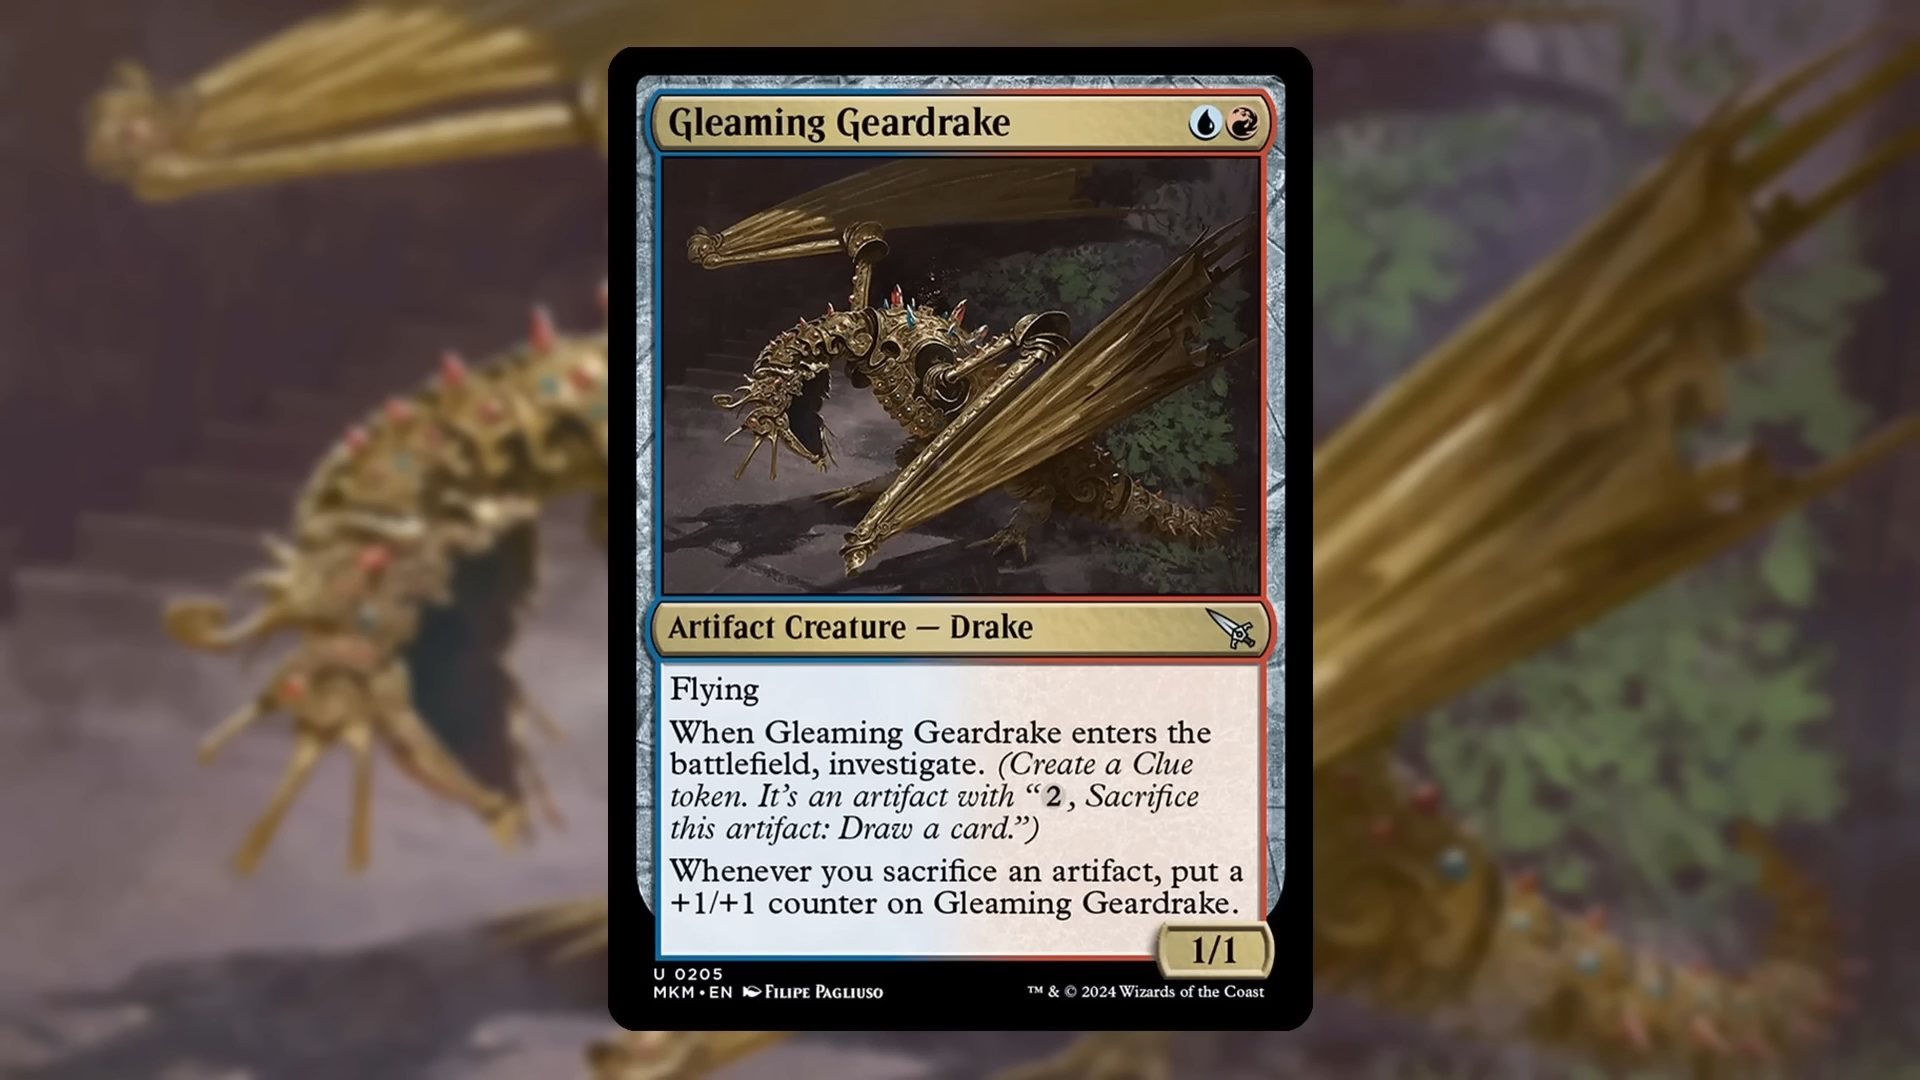 Gleaming Geardrake
Artifact Creature — Drake
Flying
When Gleaming Geardrake enters the
battlefield, investigate. (Create a Clue
token. It's an artifact with “2, Sacrifice
this artifact: Draw a card.”)
Whenever you sacrifice an artifact, put a
+1/+1 counter on Gleaming Geardrake.
1/1
U 0205
MKM • EN Filipe Pagliuso
™ & © 2024 Wizards of the Coast